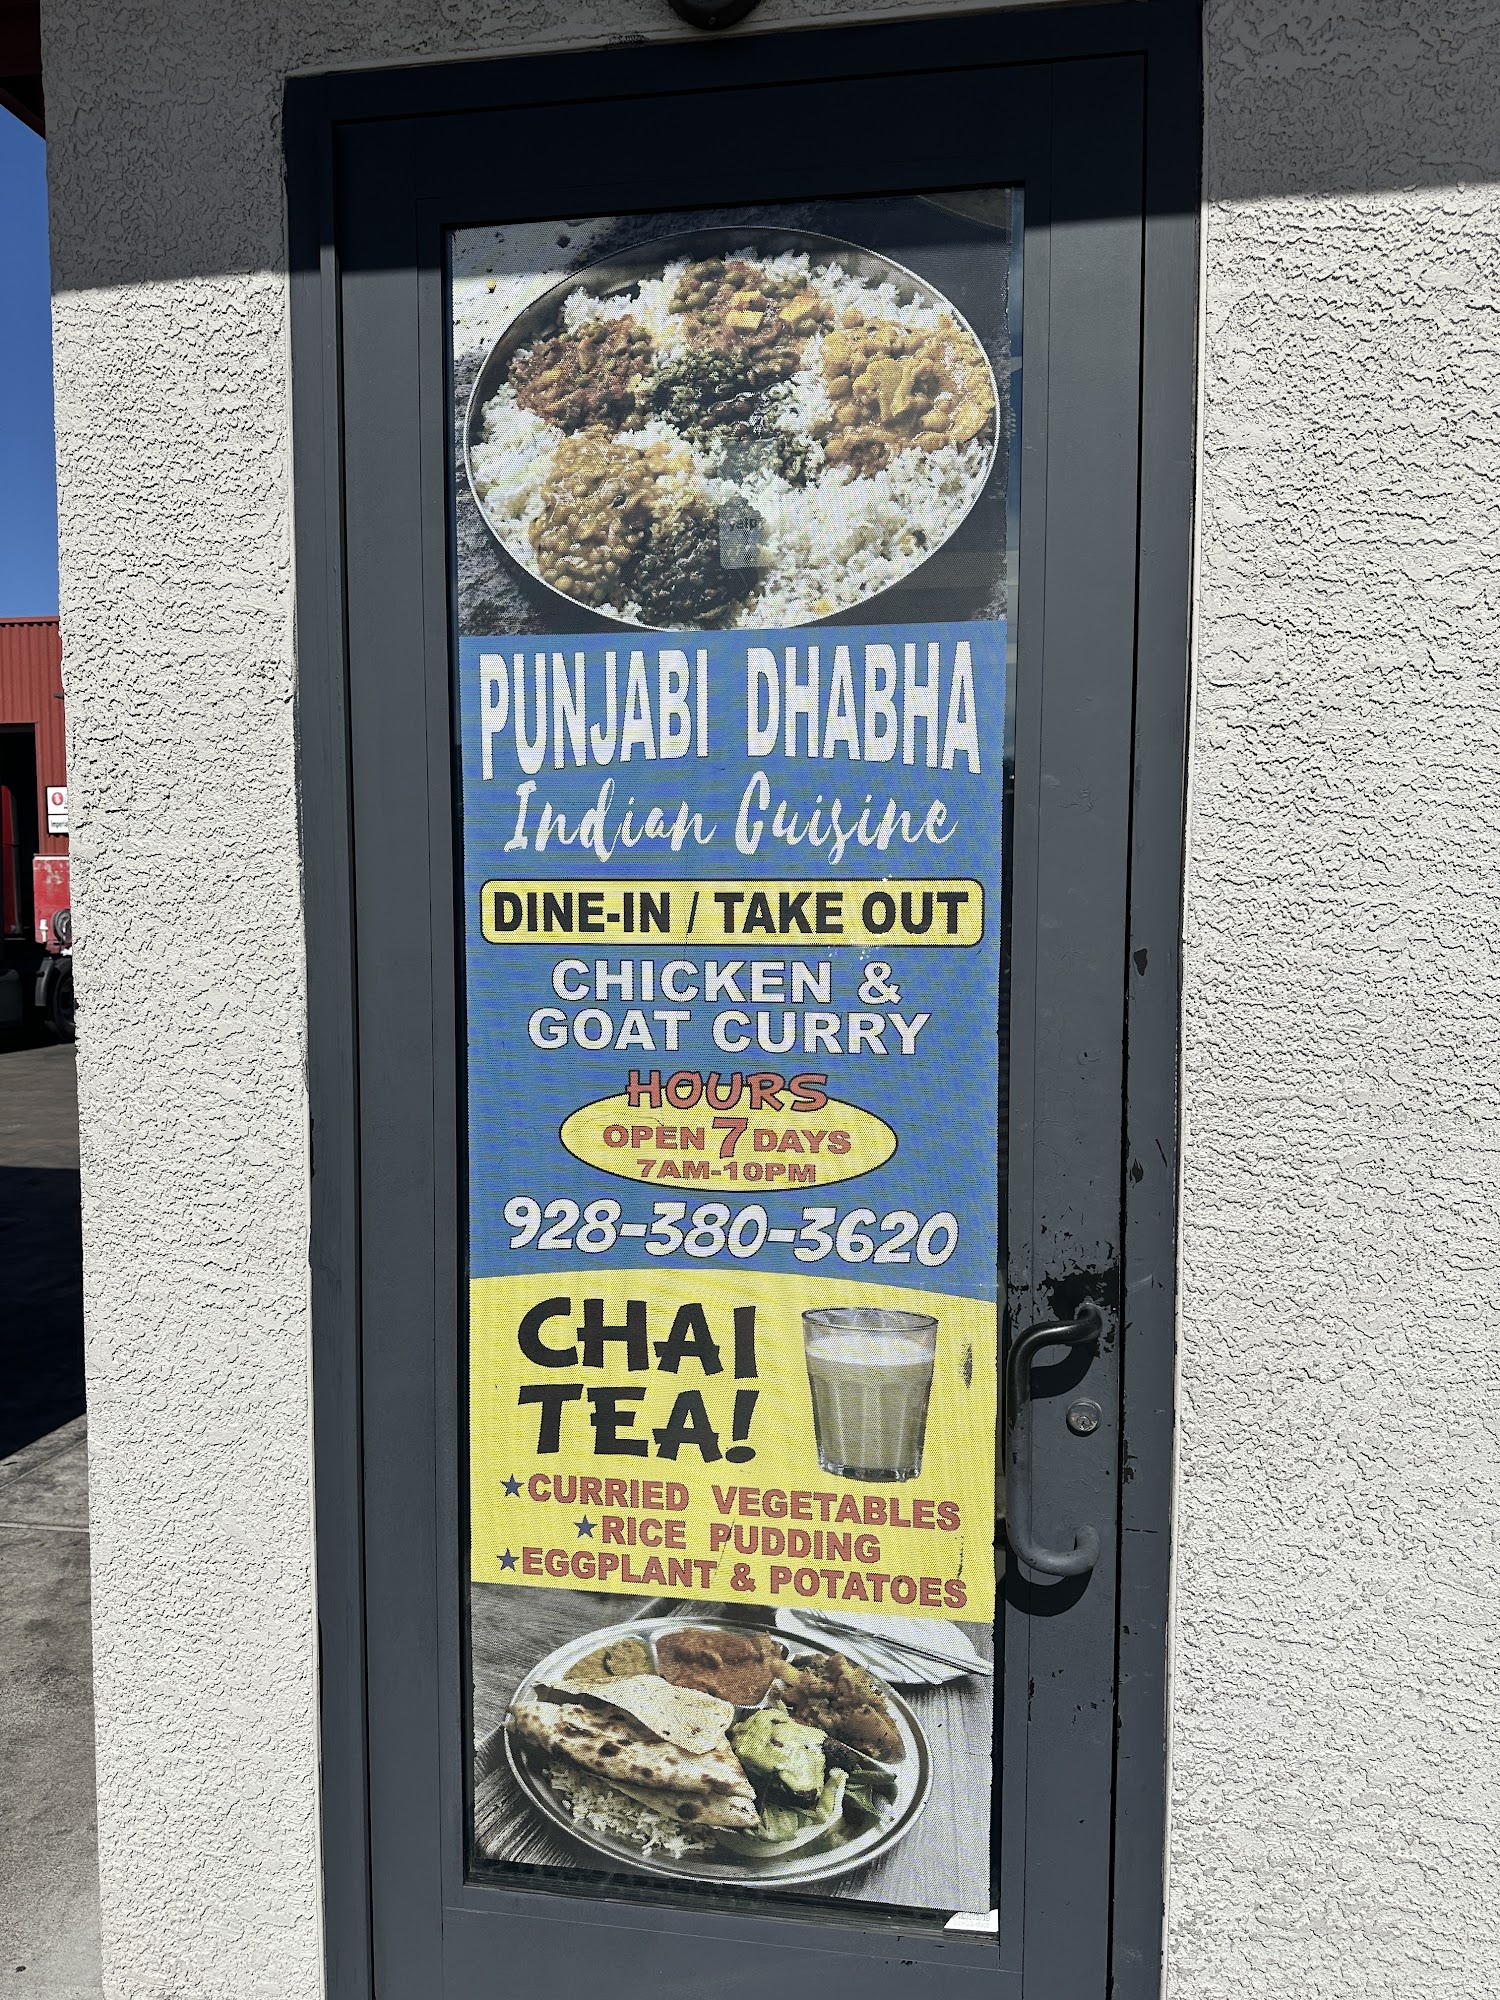 yelp
PUNJABI DHABHA
Indian Cuisine
DINE-IN / TAKE OUT
CHICKEN &
GOAT CURRY
HOURS
OPEN 7 DAYS
7AM-10PM
928-380-3620
CHAI
TEA!
★CURRIED VEGETABLES
★RICE PUDDING
★EGGPLANT & POTATOES